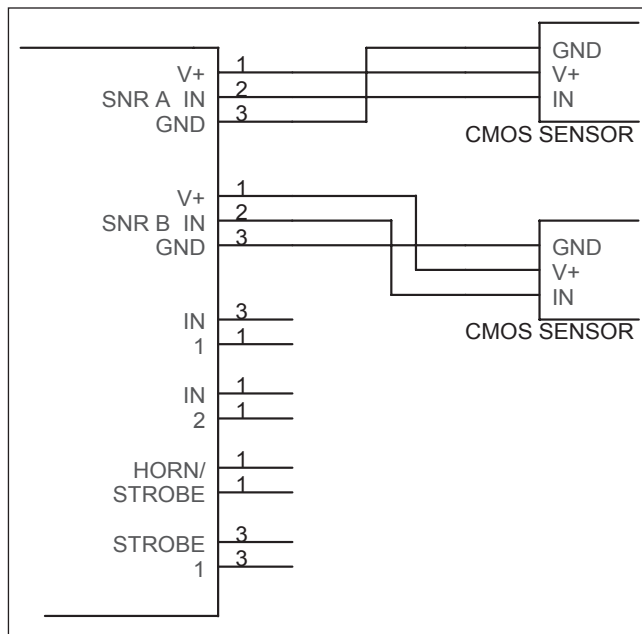 V+ 1
SNR A IN 2
GND 3
GND
V+
IN
CMOS SENSOR
V+ 1
SNR B IN 2
GND 3
GND
V+
IN
CMOS SENSOR
IN 3
1 1
IN 1
2 1
HORN/ 1
STROBE 1
STROBE 3
1 3